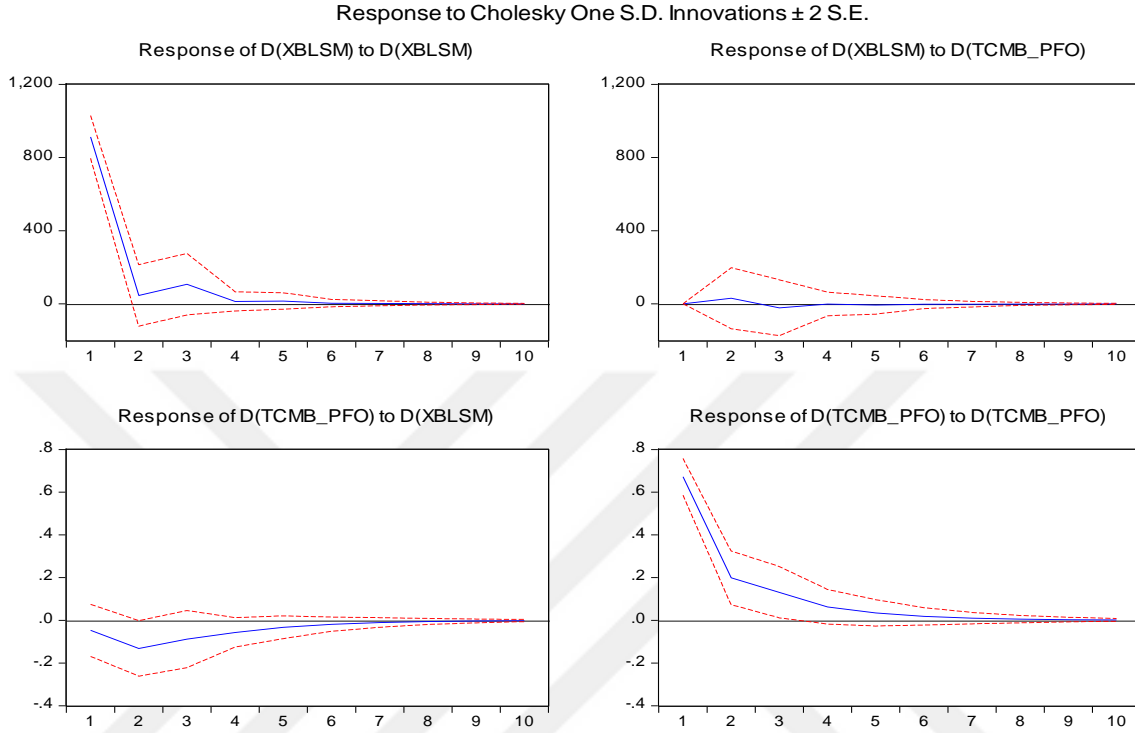 Response to Cholesky One S.D. Innovations ± 2 S.E.
Response of D(XBLSM) to D(XBLSM)
1,200
800
400
0
1 2 3 4 5 6 7 8 9 10
Response of D(XBLSM) to D(TCMB_PFO)
1,200
800
400
0
1 2 3 4 5 6 7 8 9 10
Response of D(TCMB_PFO) to D(XBLSM)
.8
.6
.4
.2
.0
-.2
-.4
1 2 3 4 5 6 7 8 9 10
Response of D(TCMB_PFO) to D(TCMB_PFO)
.8
.6
.4
.2
.0
-.2
-.4
1 2 3 4 5 6 7 8 9 10